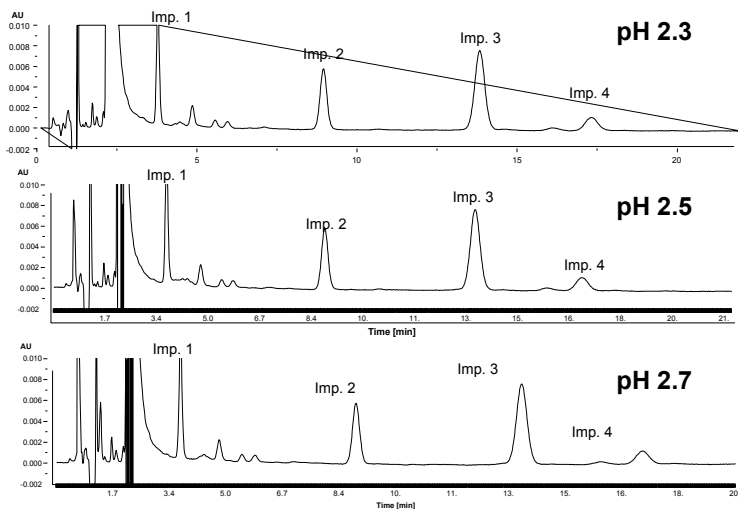 AU
Imp. 1
pH 2.3
Imp. 2
Imp. 3
Imp. 4
0.010
0.008
0.006
0.004
0.002
0.000
-0.002
0 5 10 15 20
AU
Imp. 1
pH 2.5
Imp. 2
Imp. 3
Imp. 4
0.010
0.008
0.006
0.004
0.002
0.000
-0.002
1.7 3.4 5.0 6.7 8.4 10. 11. 13. 15. 16. 18. 20. 21.
Time [min]
AU
Imp. 1
pH 2.7
Imp. 2
Imp. 3
Imp. 4
0.010
0.008
0.006
0.004
0.002
0.000
-0.002
1.7 3.4 5.0 6.7 8.4 10. 11. 13. 15. 16. 18. 20
Time [min]